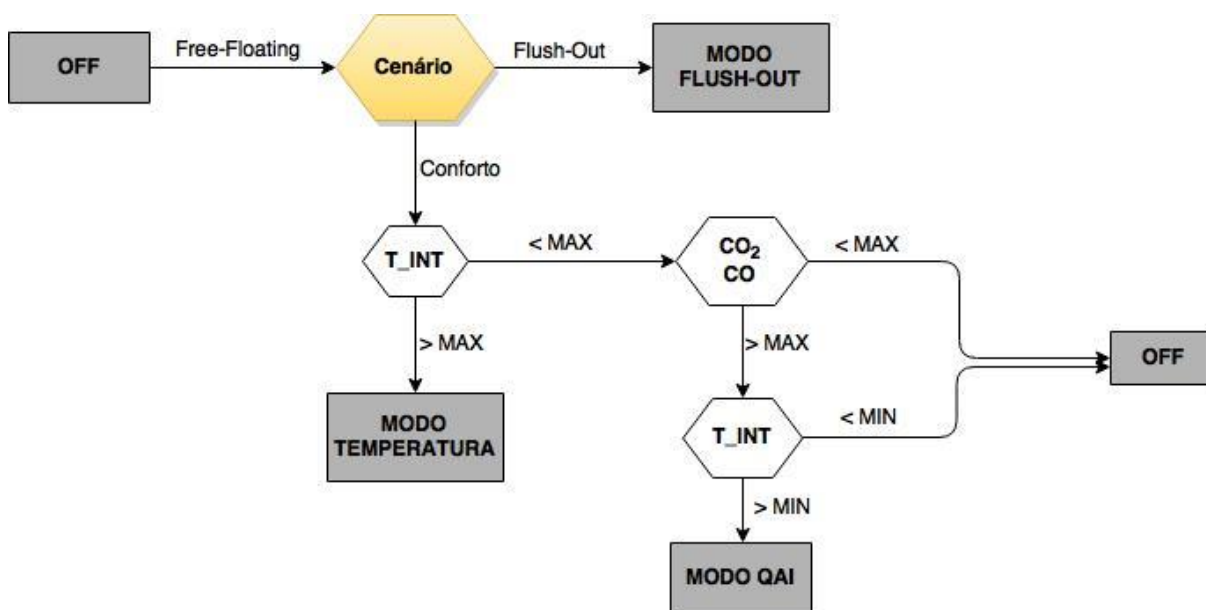 Free-Floating
OFF
Cenário
Flush-Out
MODO
FLUSH-OUT
Conforto
T_INT
< MAX
CO₂
CO
< MAX
> MAX
> MAX
OFF
MODO
TEMPERATURA
T_INT
< MIN
> MIN
MODO QAI